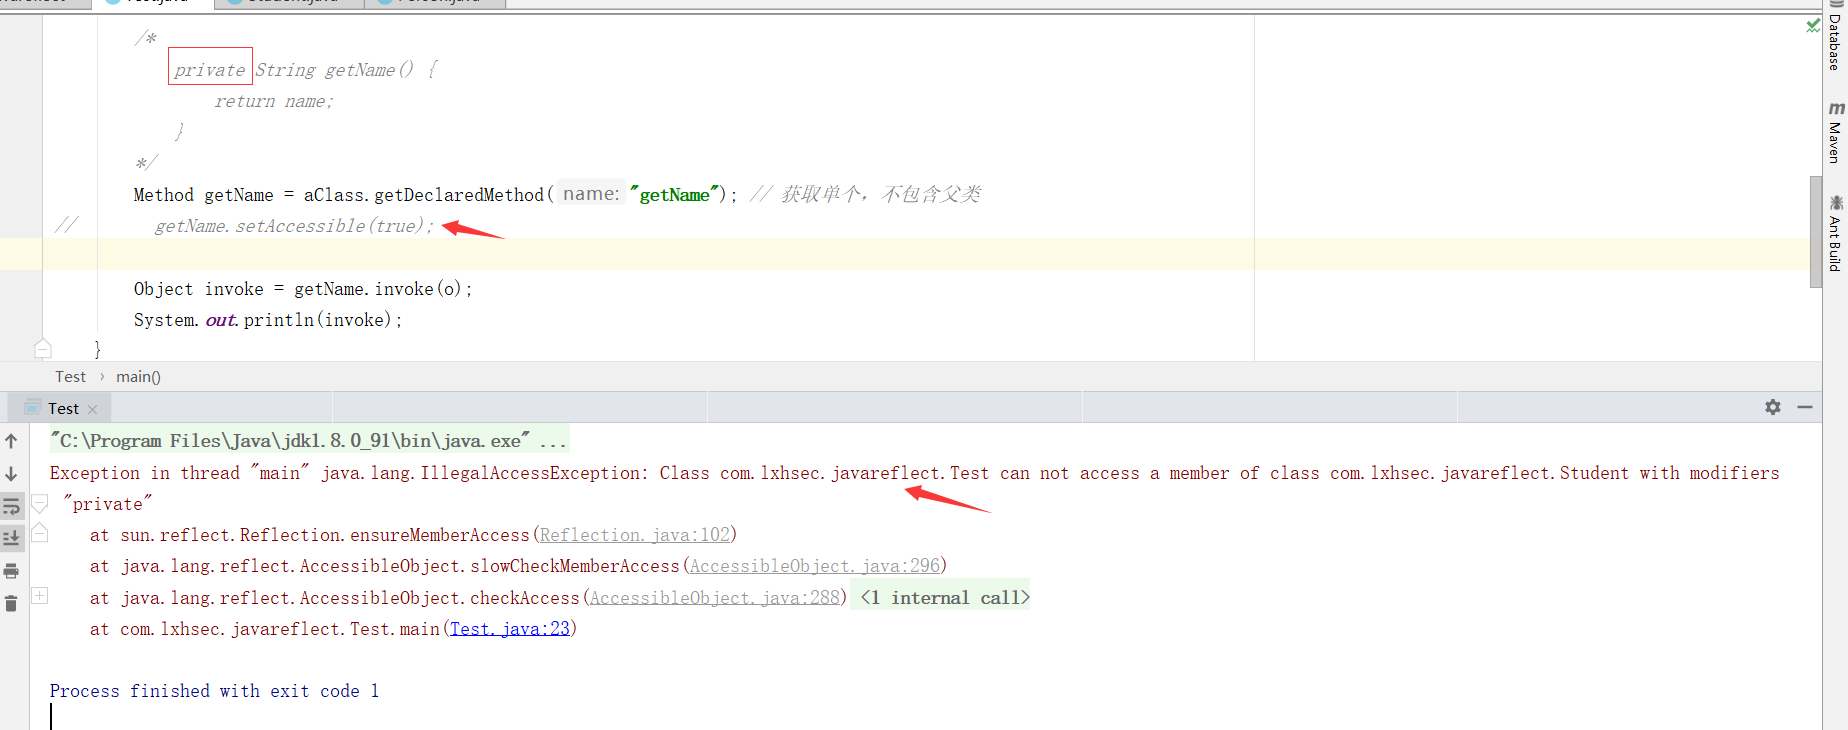 Test.java
Student.java
Person.java
/*
private String getName() {
return name;
}
*/
Method getName = aClass.getDeclaredMethod( name: "getName"); // 获取单个，不包含父类
// getName.setAccessible(true);
Object invoke = getName.invoke(o);
System.out.println(invoke);
}
Test › main()
Test
"C:\Program Files\Java\jdk1.8.0_91\bin\java.exe" ...
Exception in thread "main" java.lang.IllegalAccessException: Class com.lxhsec.javareflect.Test can not access a member of class com.lxhsec.javareflect.Student with modifiers
"private"
at sun.reflect.Reflection.ensureMemberAccess(Reflection.java:102)
at java.lang.reflect.AccessibleObject.slowCheckMemberAccess(AccessibleObject.java:296)
at java.lang.reflect.AccessibleObject.checkAccess(AccessibleObject.java:288) <1 internal call>
at com.lxhsec.javareflect.Test.main(Test.java:23)
Process finished with exit code 1
Database
m Maven
Ant Build